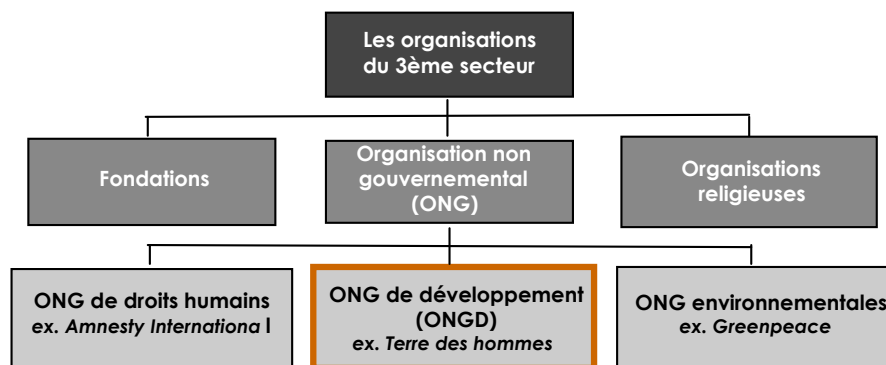 Les organisations
du 3ème secteur
Fondations
Organisation non
gouvernemental
(ONG)
Organisations
religieuses
ONG de droits humains
ex. Amnesty Internationa l
ONG de développement
(ONGD)
ex. Terre des hommes
ONG environnementales
ex. Greenpeace